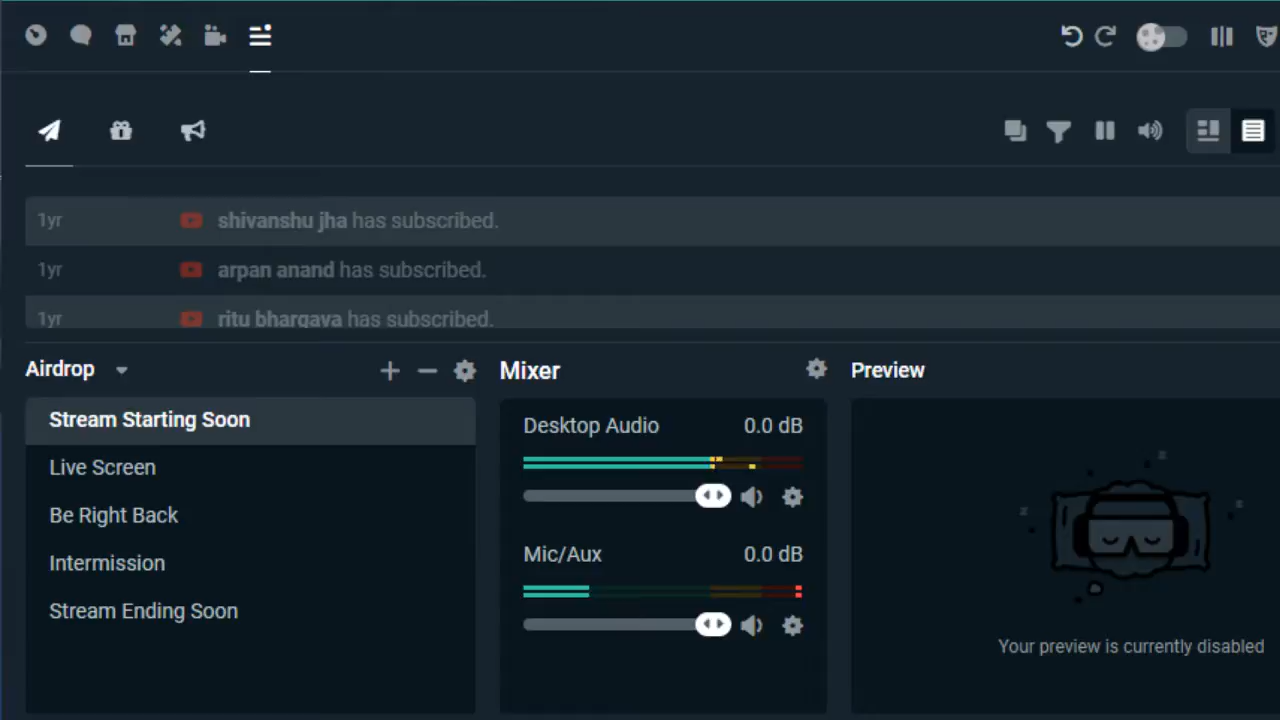 1yr shivanshu jha has subscribed.
1yr arpan anand has subscribed.
1yr ritu bhargava has subscribed.
Airdrop
Stream Starting Soon
Live Screen
Be Right Back
Intermission
Stream Ending Soon
Mixer
Desktop Audio 0.0 dB
Mic/Aux 0.0 dB
Preview
Your preview is currently disabled